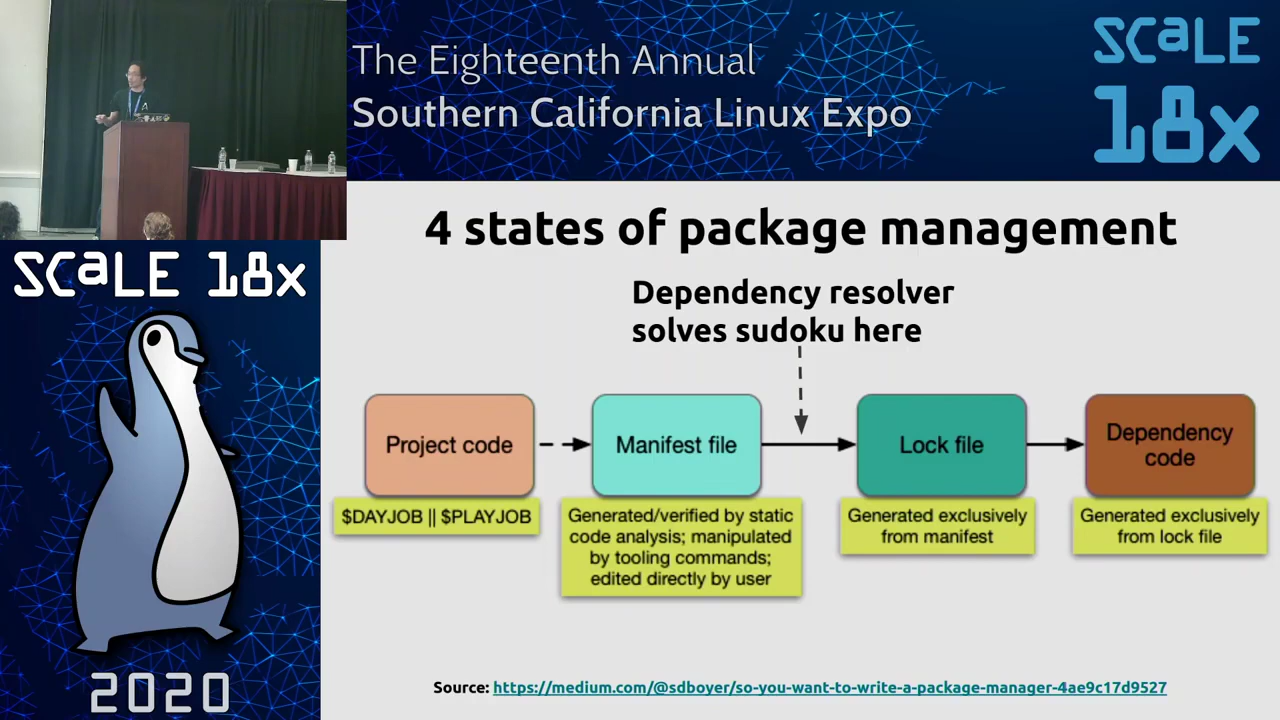 The Eighteenth Annual
Southern California Linux Expo
SCaLE
18x
SCaLE 18x
2020
4 states of package management
Dependency resolver
solves sudoku here
Project code
Manifest file
Lock file
Dependency
code
$DAYJOB || $PLAYJOB
Generated/verified by static
code analysis; manipulated
by tooling commands;
edited directly by user
Generated exclusively
from manifest
Generated exclusively
from lock file
Source: https://medium.com/@sdboyer/so-you-want-to-write-a-package-manager-4ae9c17d9527